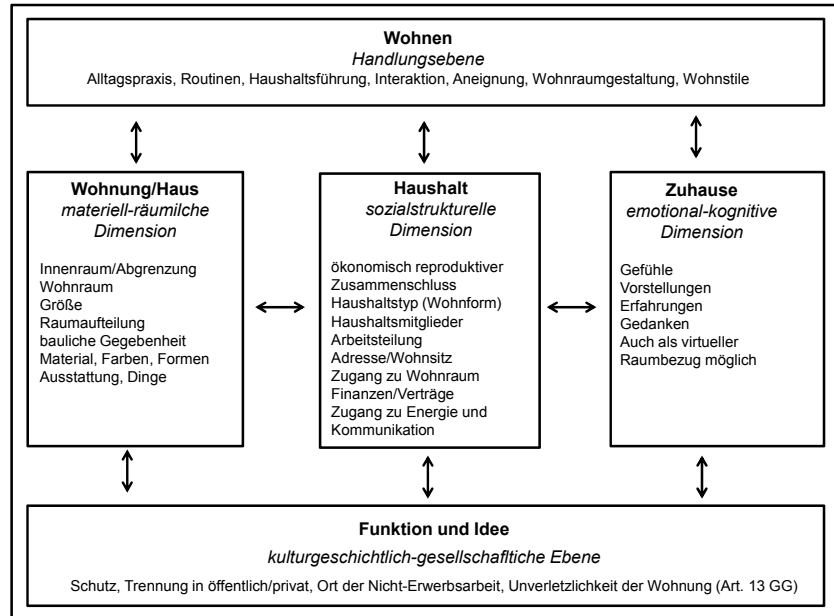 Wohnen
Handlungsebene
Alltagspraxis, Routinen, Haushaltsführung, Interaktion, Aneignung, Wohnraumgestaltung, Wohnstile
Wohnung/Haus
materiell-räumilche
Dimension
Innenraum/Abgrenzung
Wohnraum
Größe
Raumaufteilung
bauliche Gegebenheit
Material, Farben, Formen
Ausstattung, Dinge
Haushalt
sozialstrukturelle
Dimension
ökonomisch reproduktiver
Zusammenschluss
Haushaltstyp (Wohnform)
Haushaltsmitglieder
Arbeitsteilung
Adresse/Wohnsitz
Zugang zu Wohnraum
Finanzen/Verträge
Zugang zu Energie und
Kommunikation
Zuhause
emotional-kognitive
Dimension
Gefühle
Vorstellungen
Erfahrungen
Gedanken
Auch als virtueller
Raumbezug möglich
Funktion und Idee
kulturgeschichtlich-gesellschafltiche Ebene
Schutz, Trennung in öffentlich/privat, Ort der Nicht-Erwerbsarbeit, Unverletzlichkeit der Wohnung (Art. 13 GG)